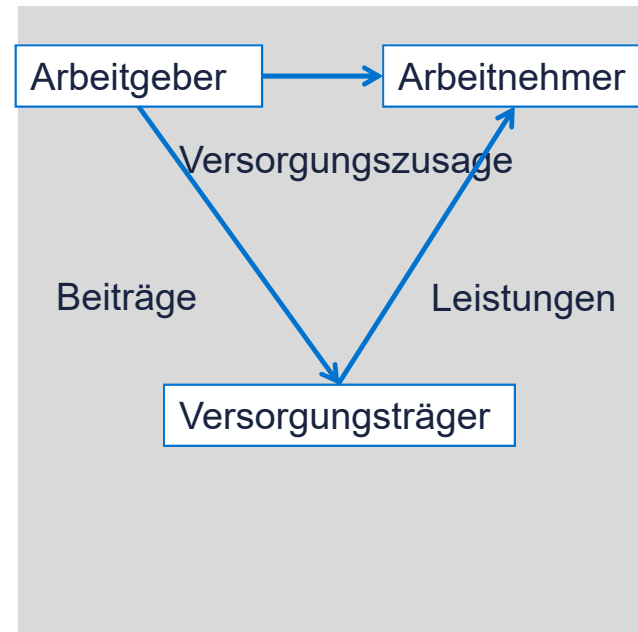 Arbeitgeber
Arbeitnehmer
Versorgungszusage
Beiträge
Leistungen
Versorgungsträger